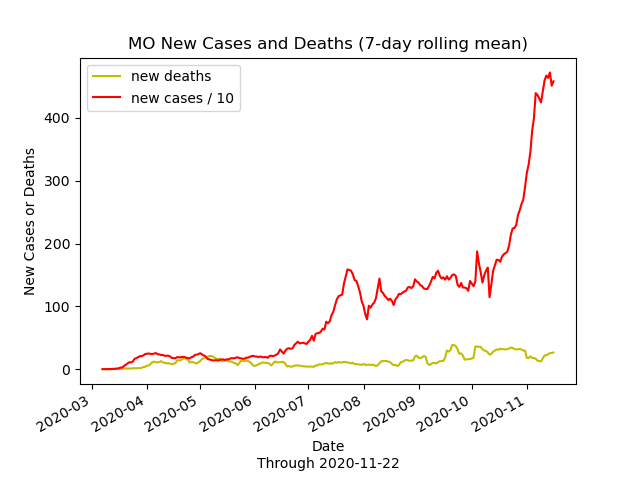 MO New Cases and Deaths (7-day rolling mean)
new deaths
new cases / 10
New Cases or Deaths
400
300
200
100
0
2020-03
2020-04
2020-05
2020-06
2020-07
2020-08
2020-09
2020-10
2020-11
Date
Through 2020-11-22